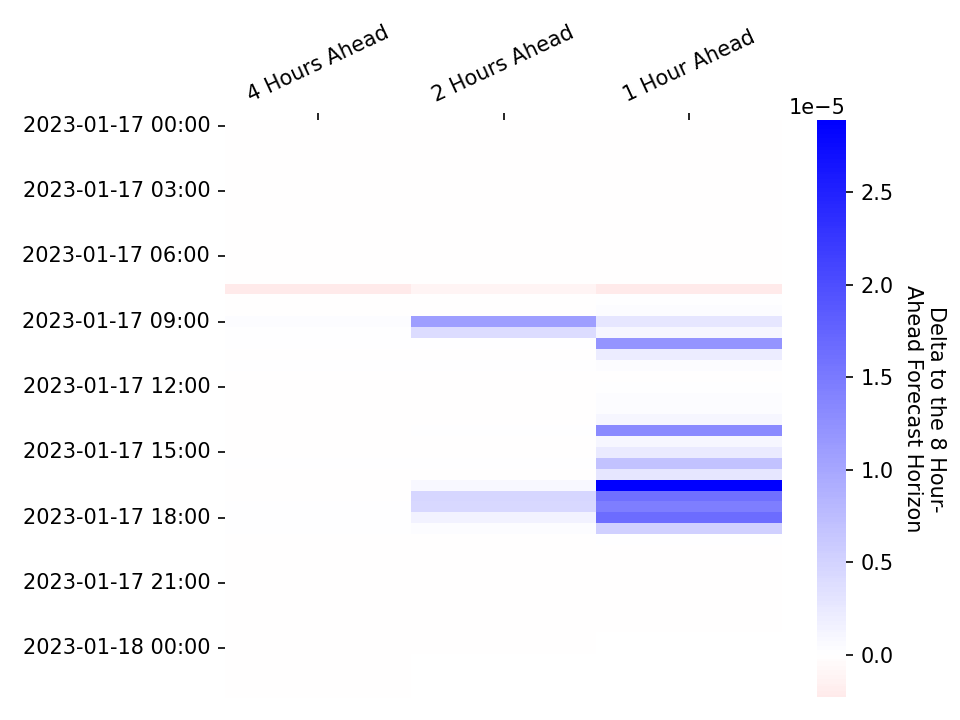 4 Hours Ahead
2 Hours Ahead
1 Hour Ahead
1e−5
2023-01-17 00:00
2023-01-17 03:00
2023-01-17 06:00
2023-01-17 09:00
2023-01-17 12:00
2023-01-17 15:00
2023-01-17 18:00
2023-01-17 21:00
2023-01-18 00:00
2.5
2.0
1.5
1.0
0.5
0.0
Delta to the 8 Hour-
Ahead Forecast Horizon